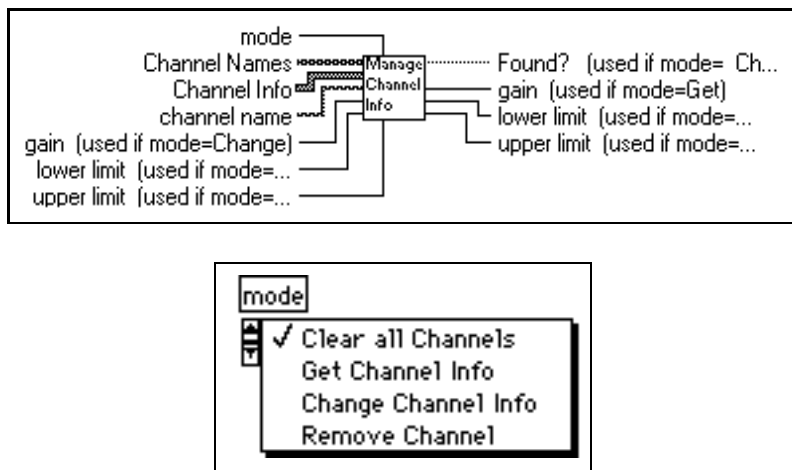 mode
Channel Names
Channel Info
channel name
gain (used if mode=Change)
lower limit (used if mode=...
upper limit (used if mode=...
Manage
Channel
Info
Found? (used if mode= Ch...
gain (used if mode=Get)
lower limit (used if mode=...
upper limit (used if mode=...
mode
✓ Clear all Channels
Get Channel Info
Change Channel Info
Remove Channel